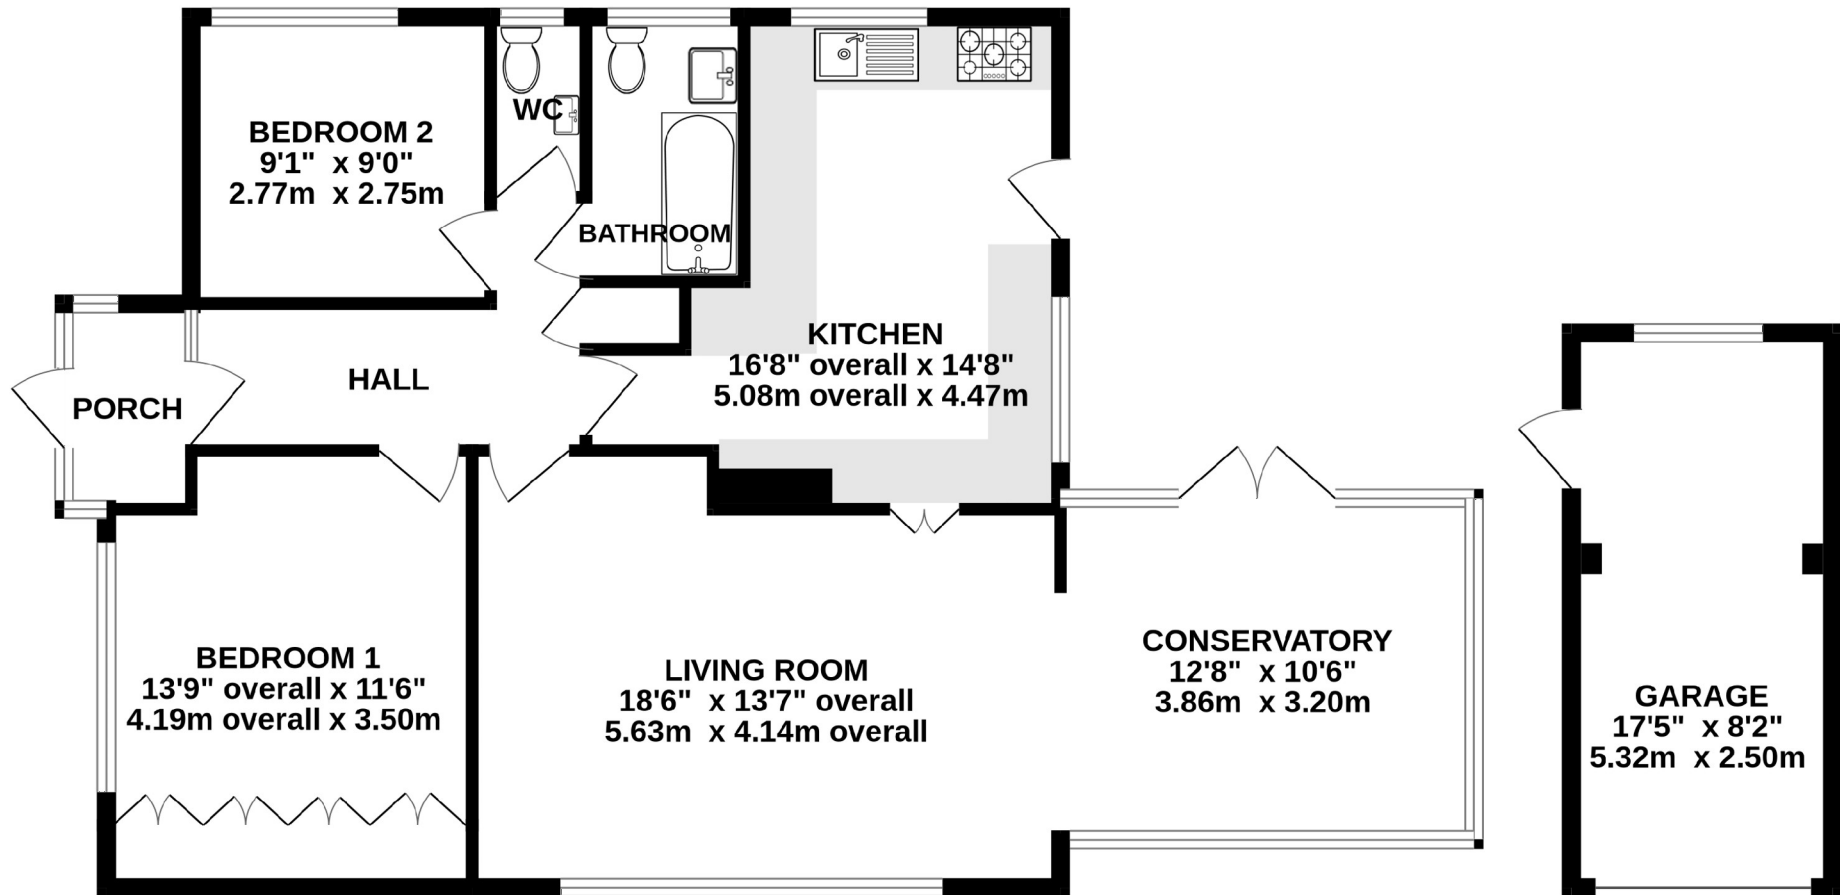 BEDROOM 2
9'1" x 9'0"
2.77m x 2.75m
WC
BATHROOM
KITCHEN
16'8" overall x 14'8"
5.08m overall x 4.47m
HALL
PORCH
BEDROOM 1
13'9" overall x 11'6"
4.19m overall x 3.50m
LIVING ROOM
18'6" x 13'7" overall
5.63m x 4.14m overall
CONSERVATORY
12'8" x 10'6"
3.86m x 3.20m
GARAGE
17'5" x 8'2"
5.32m x 2.50m